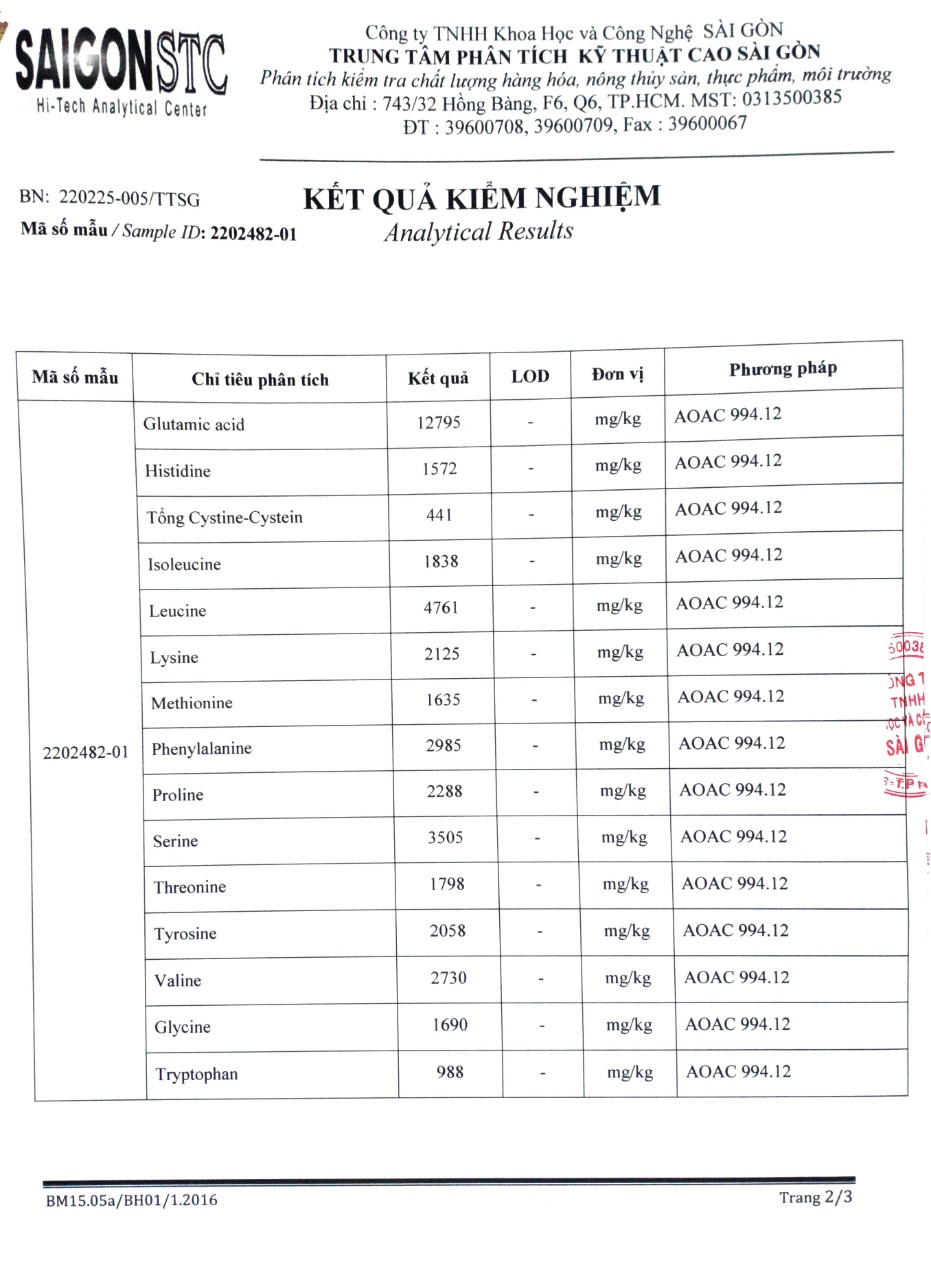 SAIGONSTC
Hi-Tech Analytical Center
Công ty TNHH Khoa Học và Công Nghệ SÀI GÒN
TRUNG TÂM PHÂN TÍCH KỸ THUẬT CAO SÀI GÒN
Phân tích kiểm tra chất lượng hàng hóa, nông thủy sản, thực phẩm, môi trường
Địa chỉ : 743/32 Hồng Bàng, F6, Q6, TP.HCM. MST: 0313500385
ĐT : 39600708, 39600709, Fax : 39600067
BN: 220225-005/TTSG
KẾT QUẢ KIỂM NGHIỆM
Mã số mẫu / Sample ID: 2202482-01
Analytical Results
Mã số mẫu Chỉ tiêu phân tích Kết quả LOD Đơn vị Phương pháp
Glutamic acid 12795 - mg/kg AOAC 994.12
Histidine 1572 - mg/kg AOAC 994.12
Tổng Cystine-Cystein 441 - mg/kg AOAC 994.12
Isoleucine 1838 - mg/kg AOAC 994.12
Leucine 4761 - mg/kg AOAC 994.12
Lysine 2125 - mg/kg AOAC 994.12
Methionine 1635 - mg/kg AOAC 994.12
2202482-01 Phenylalanine 2985 - mg/kg AOAC 994.12
Proline 2288 - mg/kg AOAC 994.12
Serine 3505 - mg/kg AOAC 994.12
Threonine 1798 - mg/kg AOAC 994.12
Tyrosine 2058 - mg/kg AOAC 994.12
Valine 2730 - mg/kg AOAC 994.12
Glycine 1690 - mg/kg AOAC 994.12
Tryptophan 988 - mg/kg AOAC 994.12
TNHH
SÀI
BM15.05a/BH01/1.2016
Trang 2/3